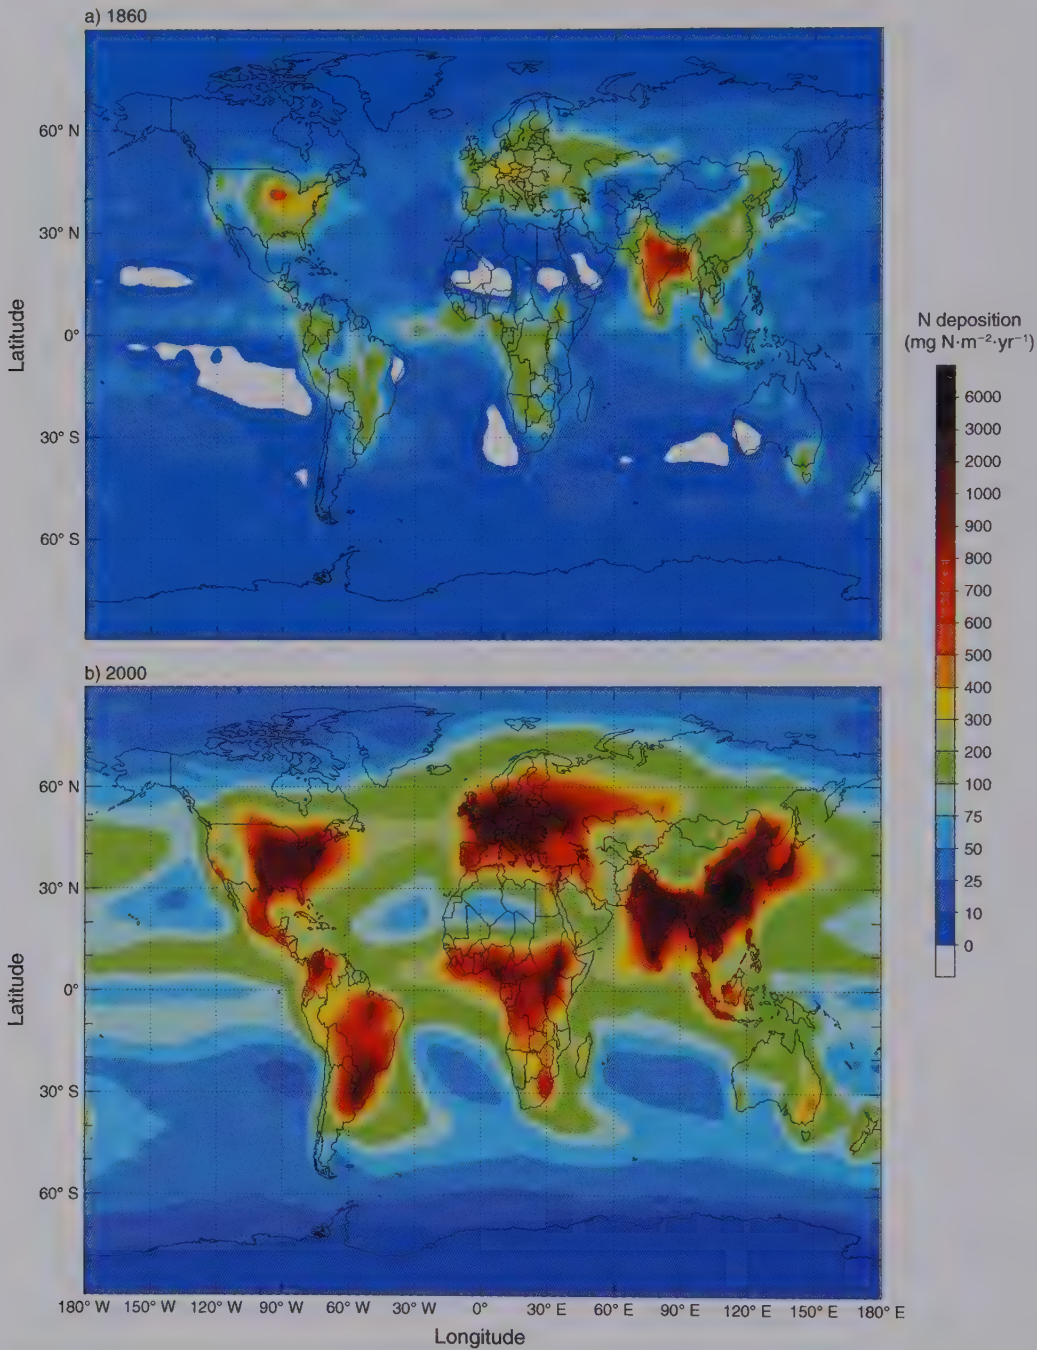 a) 1860
60° N
30° N
0°
30° S
60° S
Latitude
N deposition
(mg N·m⁻²·yr⁻¹)
6000
3000
2000
1000
900
800
700
600
500
400
300
200
100
75
50
25
10
0
b) 2000
60° N
30° N
0°
30° S
60° S
Latitude
180° W 150° W 120° W 90° W 60° W 30° W 0° 30° E 60° E 90° E 120° E 150° E 180° E
Longitude